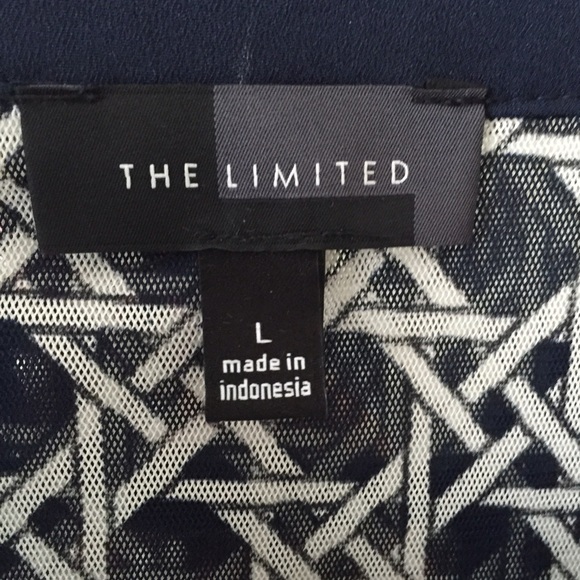 THE LIMITED
L
made in
indonesia